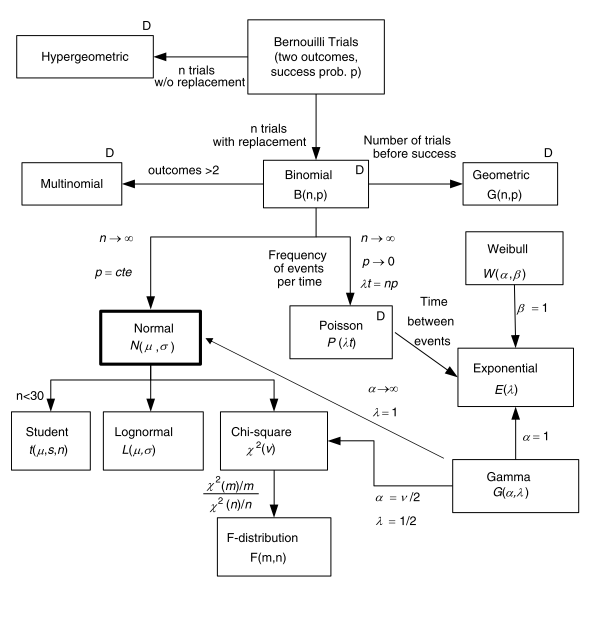 D
Hypergeometric
Bernouilli Trials
(two outcomes,
success prob. p)
n trials
w/o replacement
n trials
with replacement
Number of trials
before success
D
Multinomial
outcomes >2
D
Binomial
B(n,p)
D
Geometric
G(n,p)
n → ∞
p = cte
Frequency
of events
per time
n → ∞
p → 0
λt = np
Weibull
W(α,β)
β = 1
Normal
N(μ,σ)
D
Poisson
P (λt)
Time
between
events
Exponential
E(λ)
n<30
α→∞
λ = 1
α = 1
Student
t(μ,s,n)
Lognormal
L(μ,σ)
Chi-square
χ²(ν)
Gamma
G(α,λ)
χ²(m)/m
χ²(n)/n
α = ν/2
λ = 1/2
F-distribution
F(m,n)